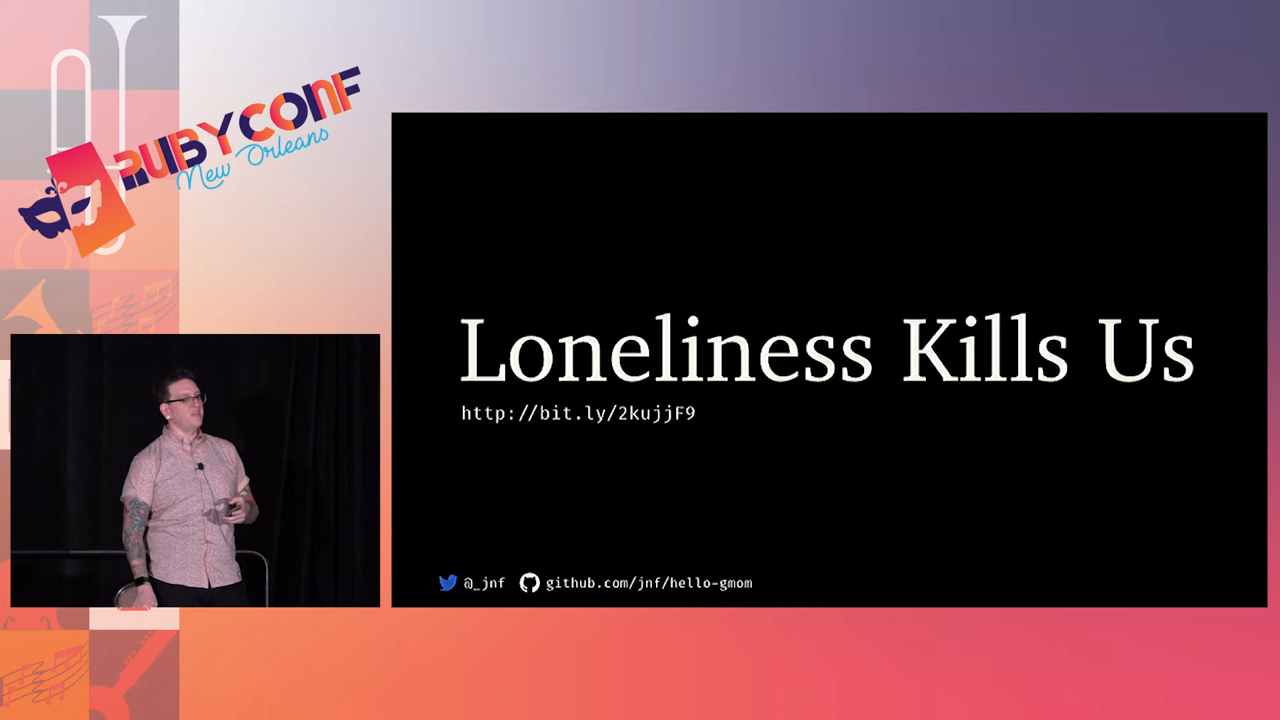 RUBYCONF
New Orleans
Loneliness Kills Us
http://bit.ly/2kujjF9
@_jnf github.com/jnf/hello-gmom